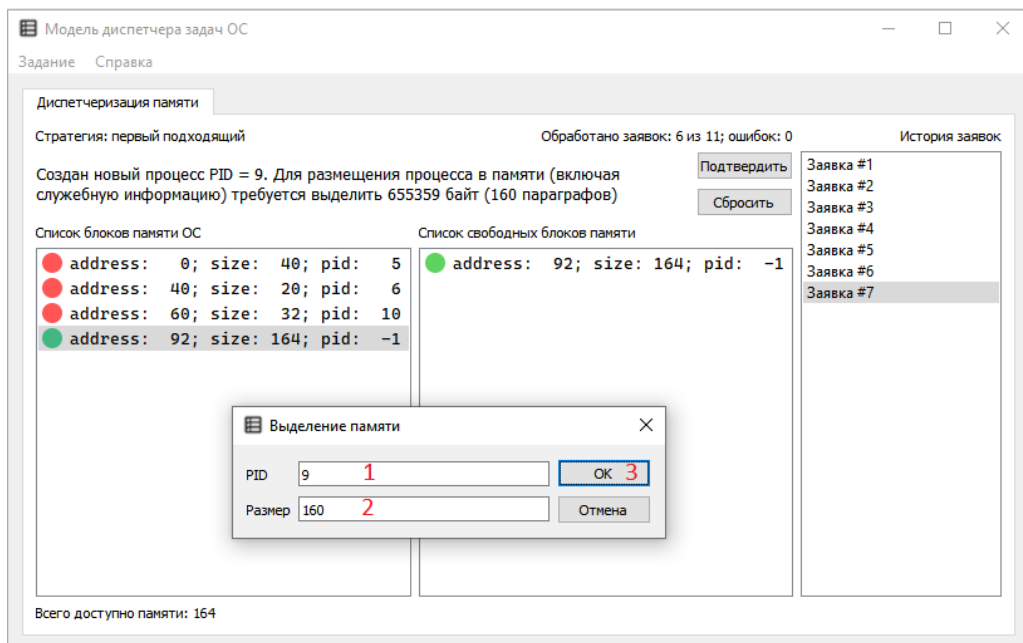 Модель диспетчера задач ОС
Задание Справка
Диспетчеризация памяти
Стратегия: первый подходящий
Обработано заявок: 6 из 11; ошибок: 0
История заявок
Создан новый процесс PID = 9. Для размещения процесса в памяти (включая
служебную информацию) требуется выделить 655359 байт (160 параграфов)
Подтвердить
Сбросить
Список блоков памяти ОС
address: 0; size: 40; pid: 5
address: 40; size: 20; pid: 6
address: 60; size: 32; pid: 10
address: 92; size: 164; pid: -1
Список свободных блоков памяти
address: 92; size: 164; pid: -1
Заявка #1
Заявка #2
Заявка #3
Заявка #4
Заявка #5
Заявка #6
Заявка #7
Выделение памяти
PID 9 1 OK 3
Размер 160 2 Отмена
Всего доступно памяти: 164